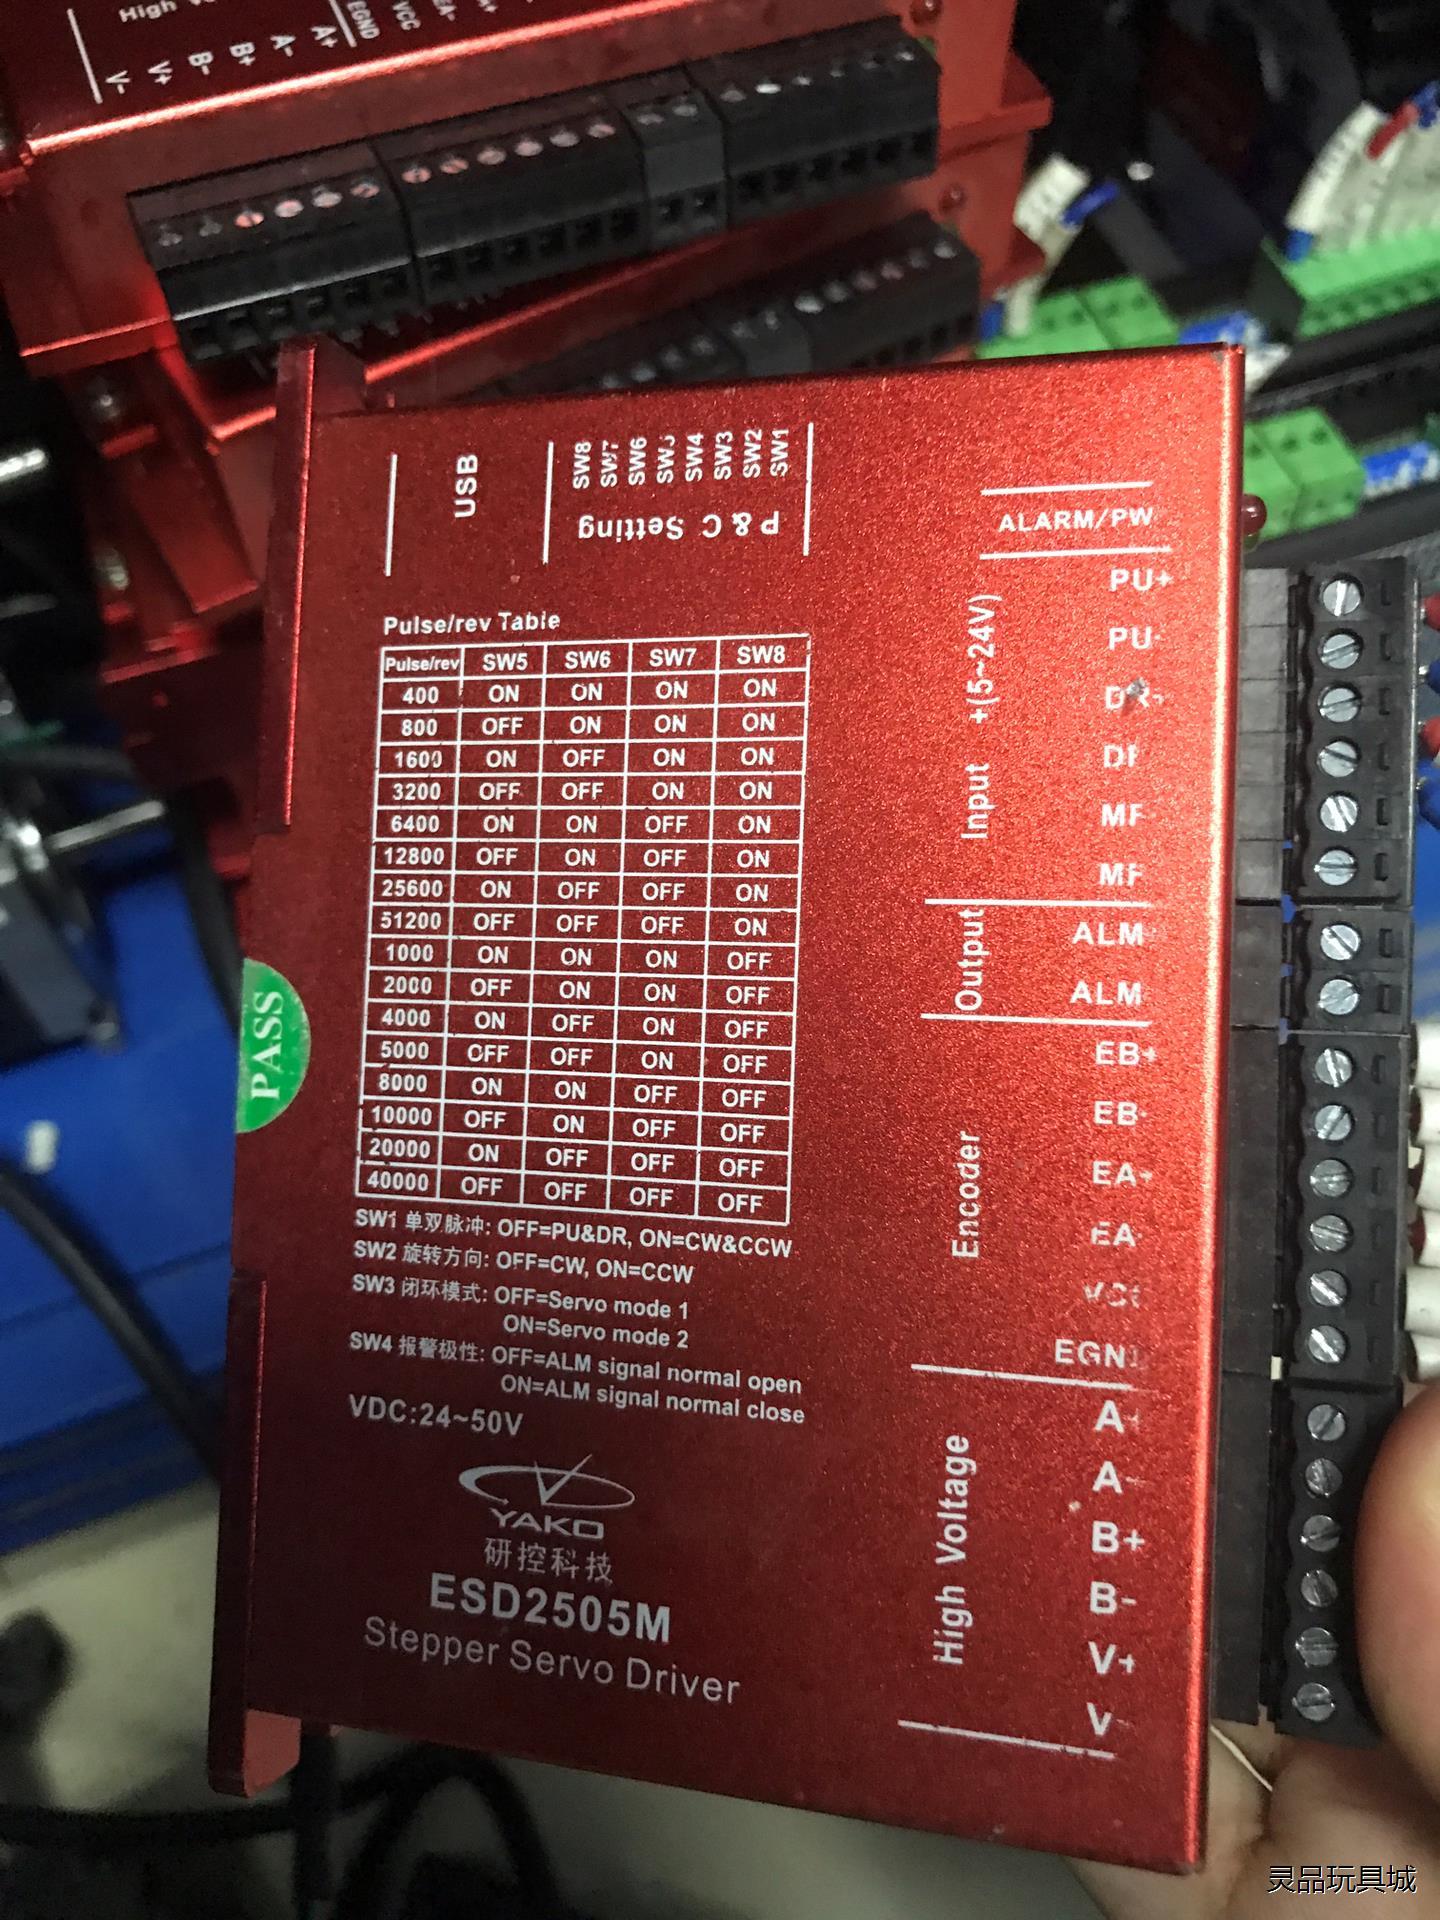 High
V-
V+
B-
B+
A-
A+
EGND
VCC
EA-
USB
SW8
SW7
SW6
SW4
SW3
SW2
SW1
P & C Setting
ALARM/PW
Pulse/rev Table
Pulse/rev SW5 SW6 SW7 SW8
400 ON ON ON ON
800 OFF ON ON ON
1600 ON OFF ON ON
3200 OFF OFF ON ON
6400 ON ON OFF ON
12800 OFF ON OFF ON
25600 ON OFF OFF ON
51200 OFF OFF OFF ON
1000 ON ON ON OFF
2000 OFF ON ON OFF
4000 ON OFF ON OFF
5000 OFF OFF ON OFF
8000 ON ON OFF OFF
10000 OFF ON OFF OFF
20000 ON OFF OFF OFF
40000 OFF OFF OFF OFF
SW1 单双脉冲: OFF=PU&DR, ON=CW&CCW
SW2 旋转方向: OFF=CW, ON=CCW
SW3 闭环模式: OFF=Servo mode 1
ON=Servo mode 2
SW4 报警极性: OFF=ALM signal normal open
ON=ALM signal normal close
VDC:24~50V
YAKO
研控科技
ESD2505M
Stepper Servo Driver
PASS
Input +(5~24V)
PU+
PU-
DR+
Output
ALM
ALM
Encoder
EB+
EB-
EA+
EA
High Voltage
A-
B+
B-
V+
V-
灵品玩具城